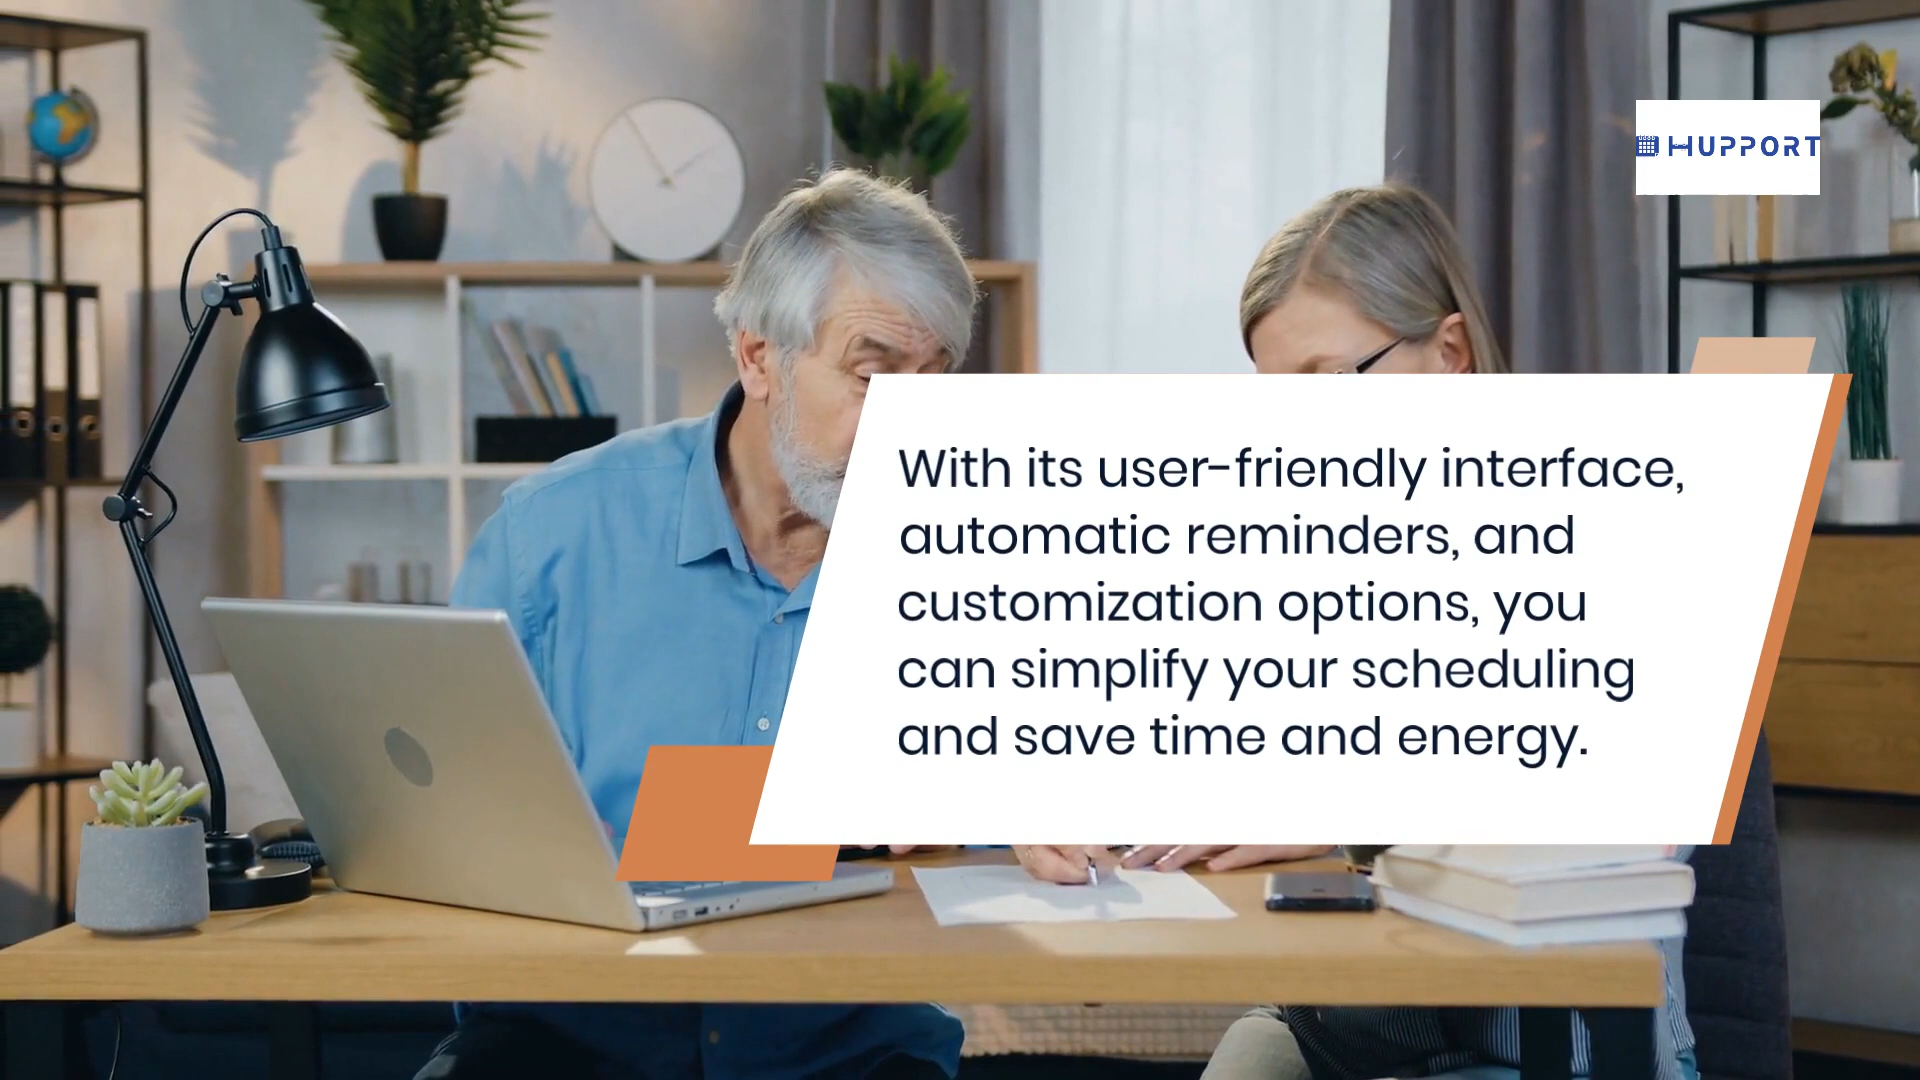 HUPPORT
With its user-friendly interface,
automatic reminders, and
customization options, you
can simplify your scheduling
and save time and energy.